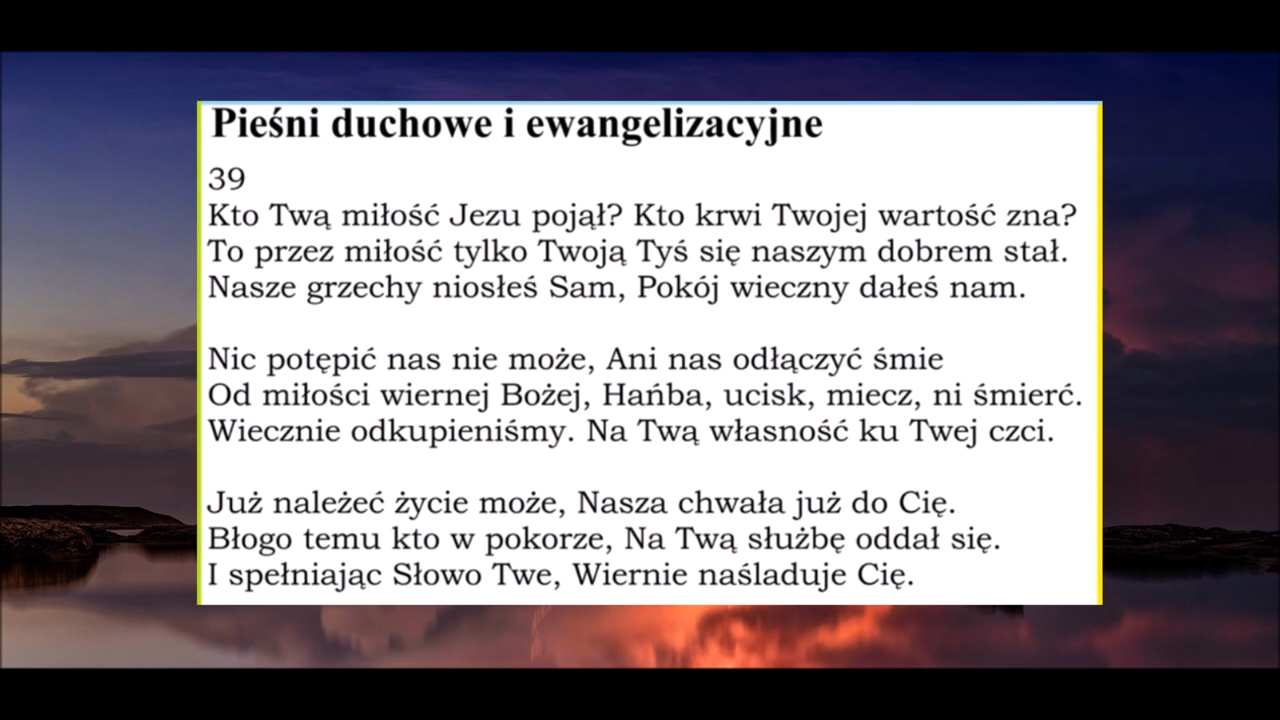 Pieśni duchowe i ewangelizacyjne
39
Kto Twą miłość Jezu pojął? Kto krwi Twojej wartość zna?
To przez miłość tylko Twoją Tyś się naszym dobrem stał.
Nasze grzechy niosłeś Sam, Pokój wieczny dałeś nam.
Nic potępić nas nie może, Ani nas odłączyć śmie
Od miłości wiernej Bożej, Hańba, ucisk, miecz, ni śmierć.
Wiecznie odkupieniśmy. Na Twą własność ku Twej czci.
Już należeć życie może, Nasza chwała już do Cię.
Błogo temu kto w pokorze, Na Twą służbę oddał się.
I spełniając Słowo Twe, Wiernie naśladuje Cię.